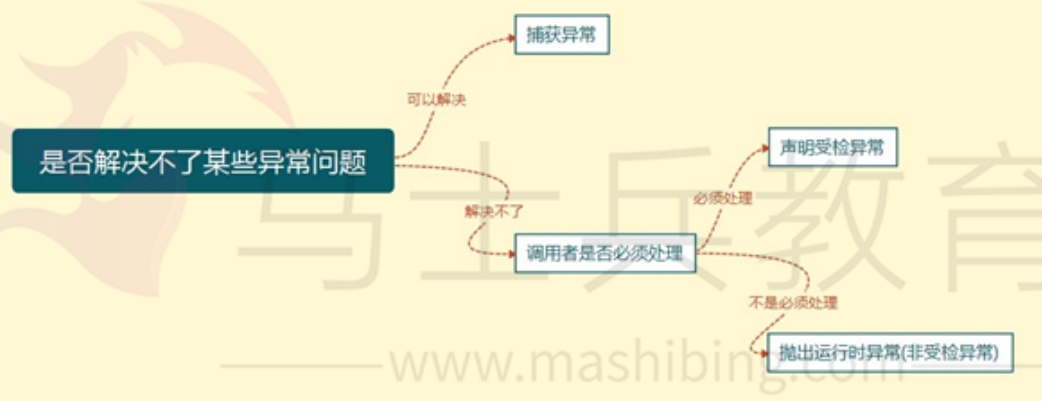 捕获异常
可以解决
是否解决不了某些异常问题
声明受检异常
必须处理
解决不了
调用者是否必须处理
不是必须处理
抛出运行时异常(非受检异常)
马士兵教育
www.mashibing.com